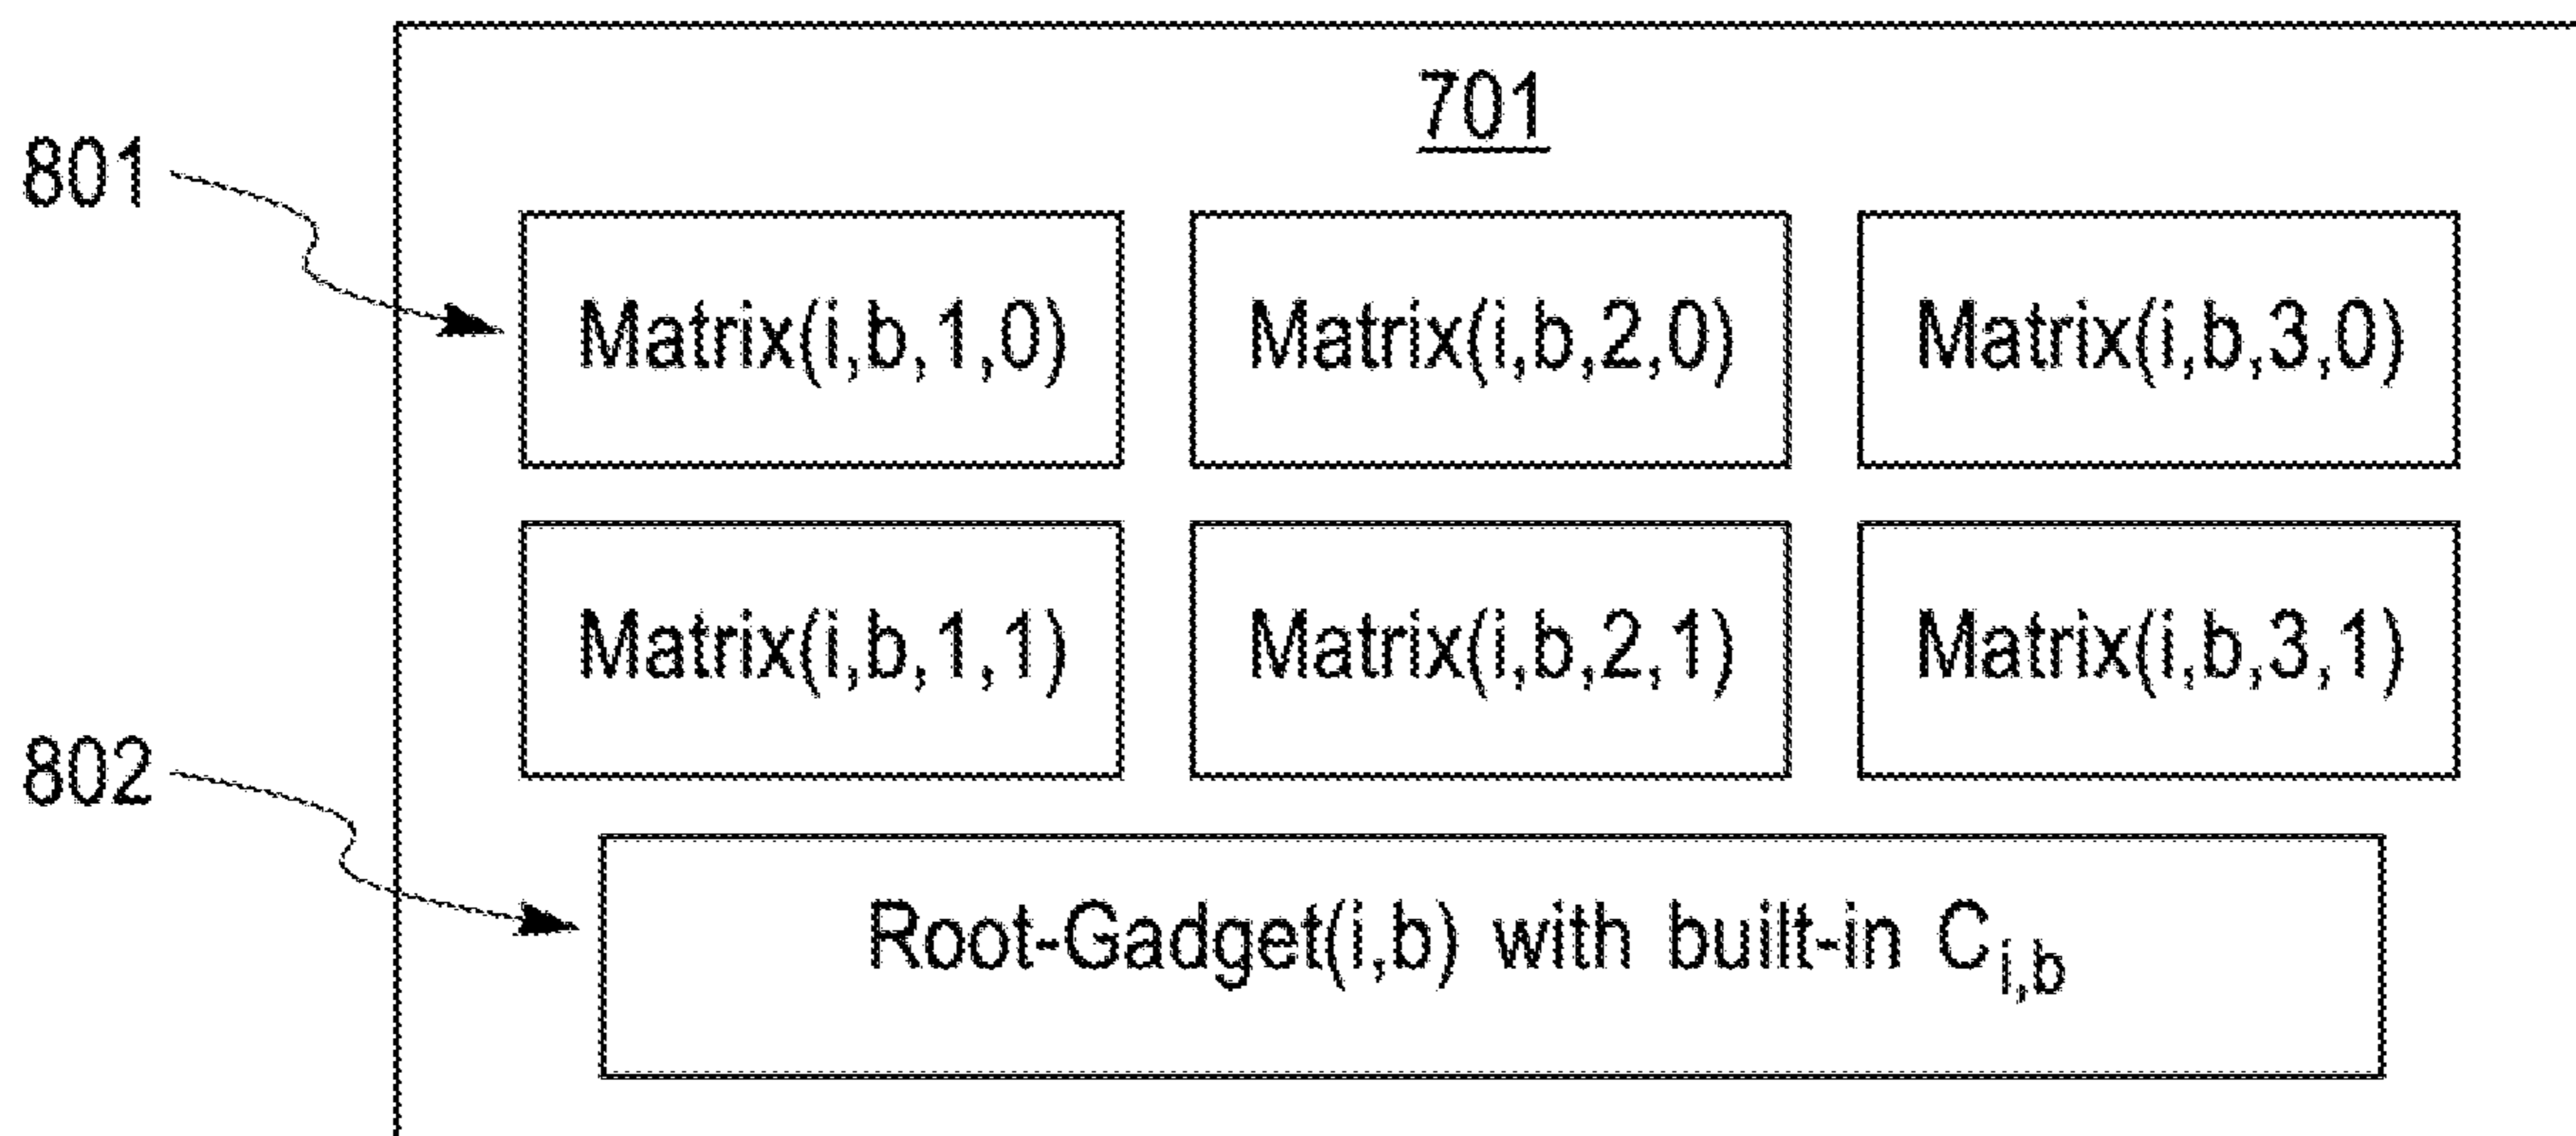 701
801
Matrix(i,b,1,0) Matrix(i,b,2,0) Matrix(i,b,3,0)
Matrix(i,b,1,1) Matrix(i,b,2,1) Matrix(i,b,3,1)
802
Root-Gadget(i,b) with built-in C_{i,b}